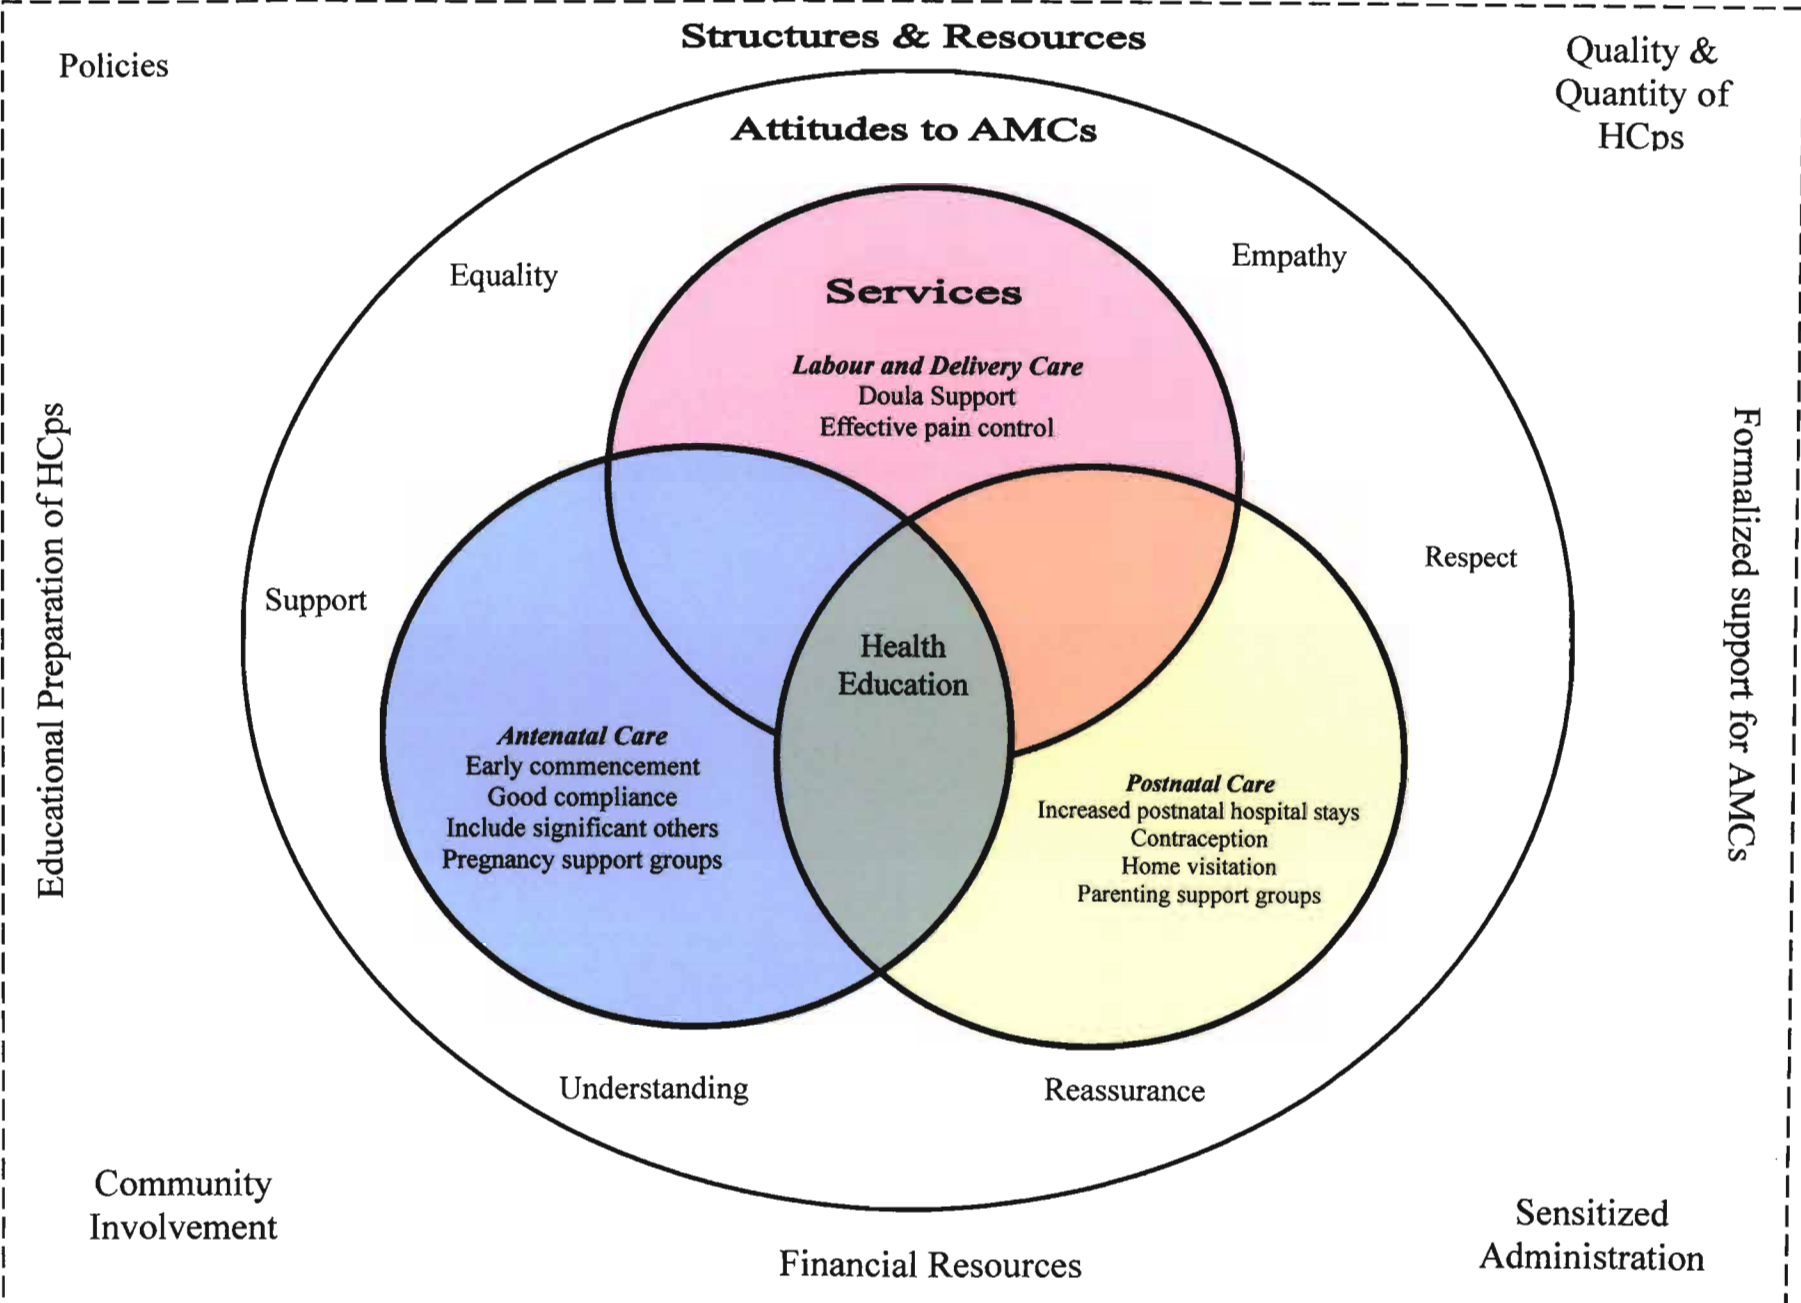 Structures & Resources
Policies
Quality &
Quantity of
HCps
Attitudes to AMCs
Equality
Empathy
Services
Labour and Delivery Care
Doula Support
Effective pain control
Educational Preparation of HCps
Formalized support for AMCs
Support
Respect
Health
Education
Antenatal Care
Early commencement
Good compliance
Include significant others
Pregnancy support groups
Postnatal Care
Increased postnatal hospital stays
Contraception
Home visitation
Parenting support groups
Understanding
Reassurance
Community
Involvement
Financial Resources
Sensitized
Administration